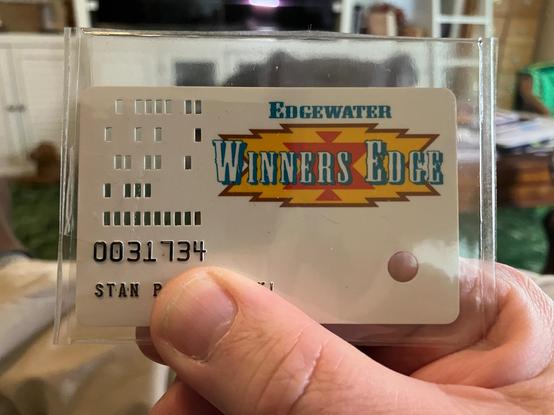 EDGEWATER
WINNERS EDGE
0031734
STAN